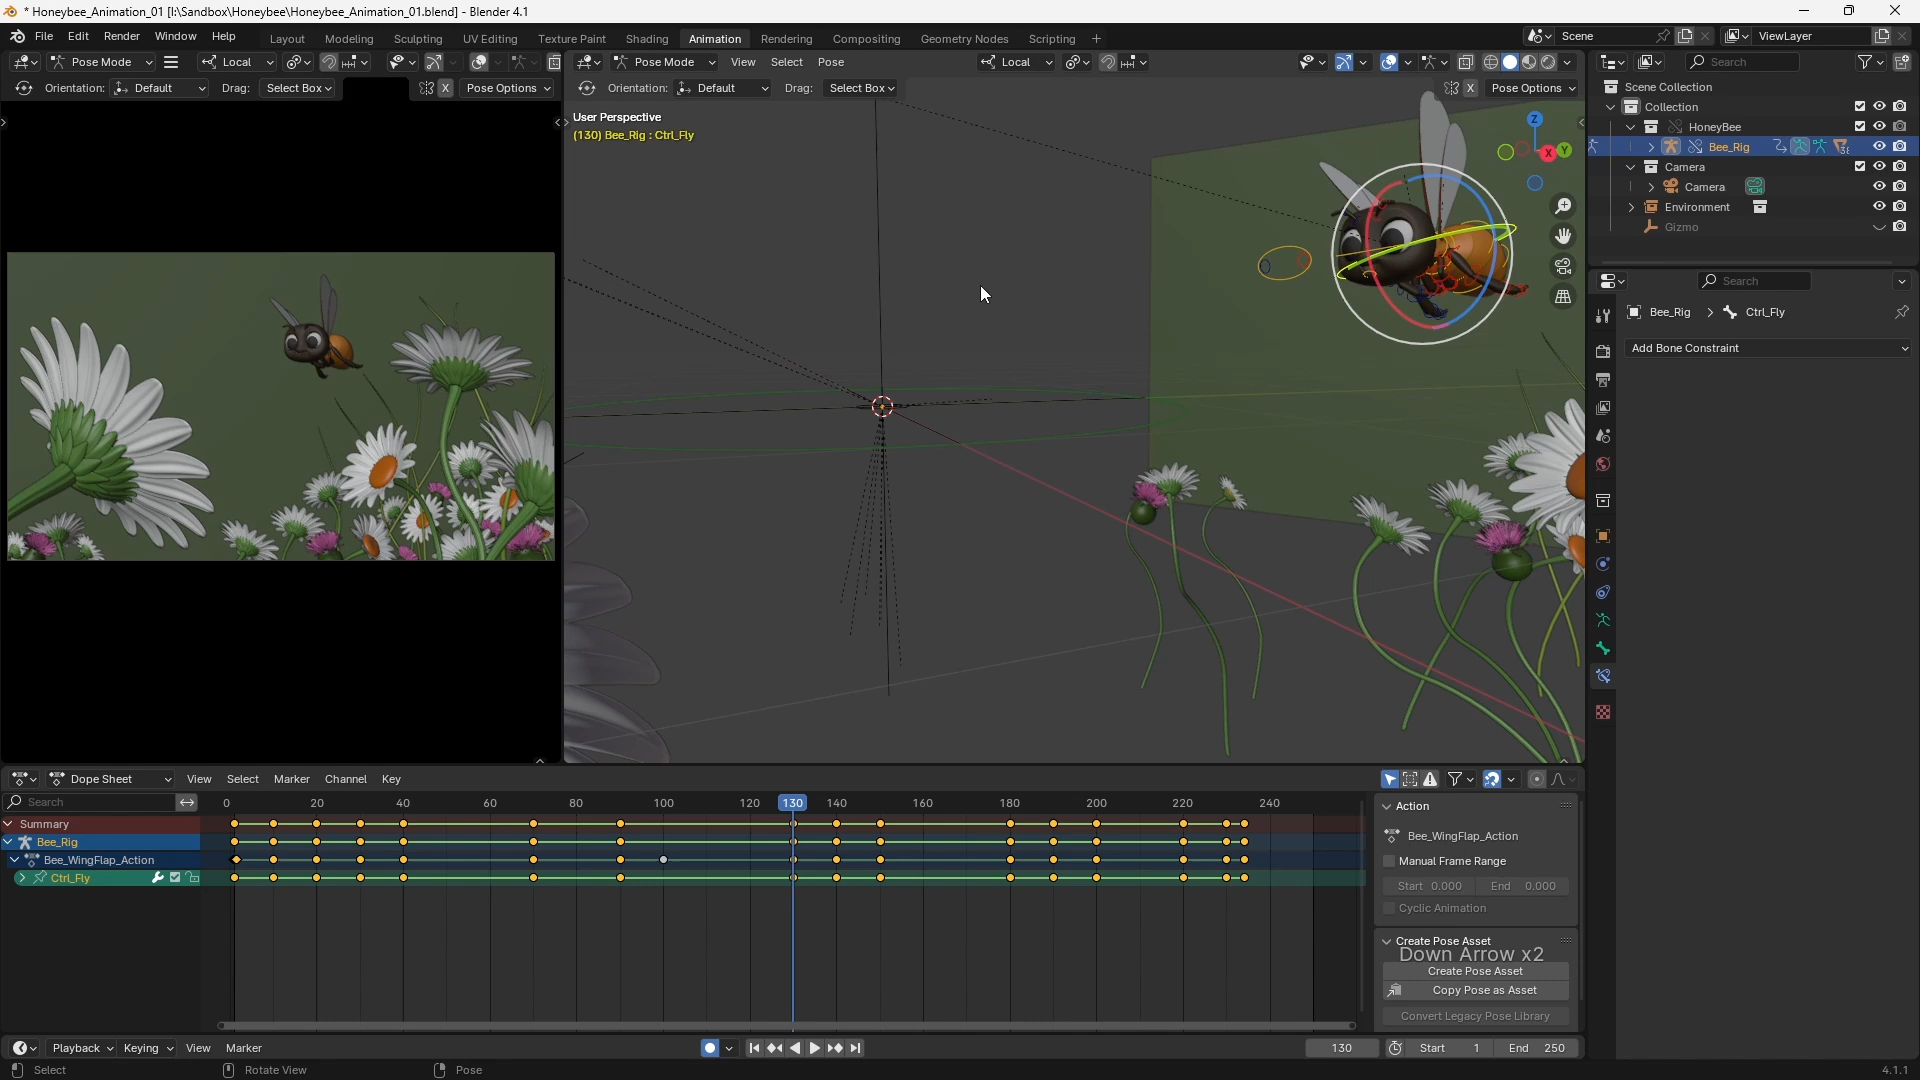 * Honeybee_Animation_01 [I:\Sandbox\Honeybee\Honeybee_Animation_01.blend] - Blender 4.1
File Edit Render Window Help Layout Modeling Sculpting UV Editing Texture Paint Shading Animation Rendering Compositing Geometry Nodes Scripting + Scene ViewLayer
Pose Mode Local Pose Mode View Select Pose Local Search
Orientation: Default Drag: Select Box X Pose Options Orientation: Default Drag: Select Box X Pose Options
Scene Collection
Collection
HoneyBee
Bee_Rig
Camera
Camera
Environment
Gizmo
User Perspective
(130) Bee_Rig : Ctrl_Fly
Z
X
Y
Search
Bee_Rig > Ctrl_Fly
Add Bone Constraint
Dope Sheet View Select Marker Channel Key
Search 0 20 40 60 80 100 120 130 140 160 180 200 220 240
Summary
Bee_Rig
Bee_WingFlap_Action
Ctrl_Fly
Action
Bee_WingFlap_Action
Manual Frame Range
Start 0.000 End 0.000
Cyclic Animation
Create Pose Asset
Down Arrow x2
Create Pose Asset
Copy Pose as Asset
Convert Legacy Pose Library
Playback Keying View Marker 130 Start 1 End 250
Select Rotate View Pose 4.1.1